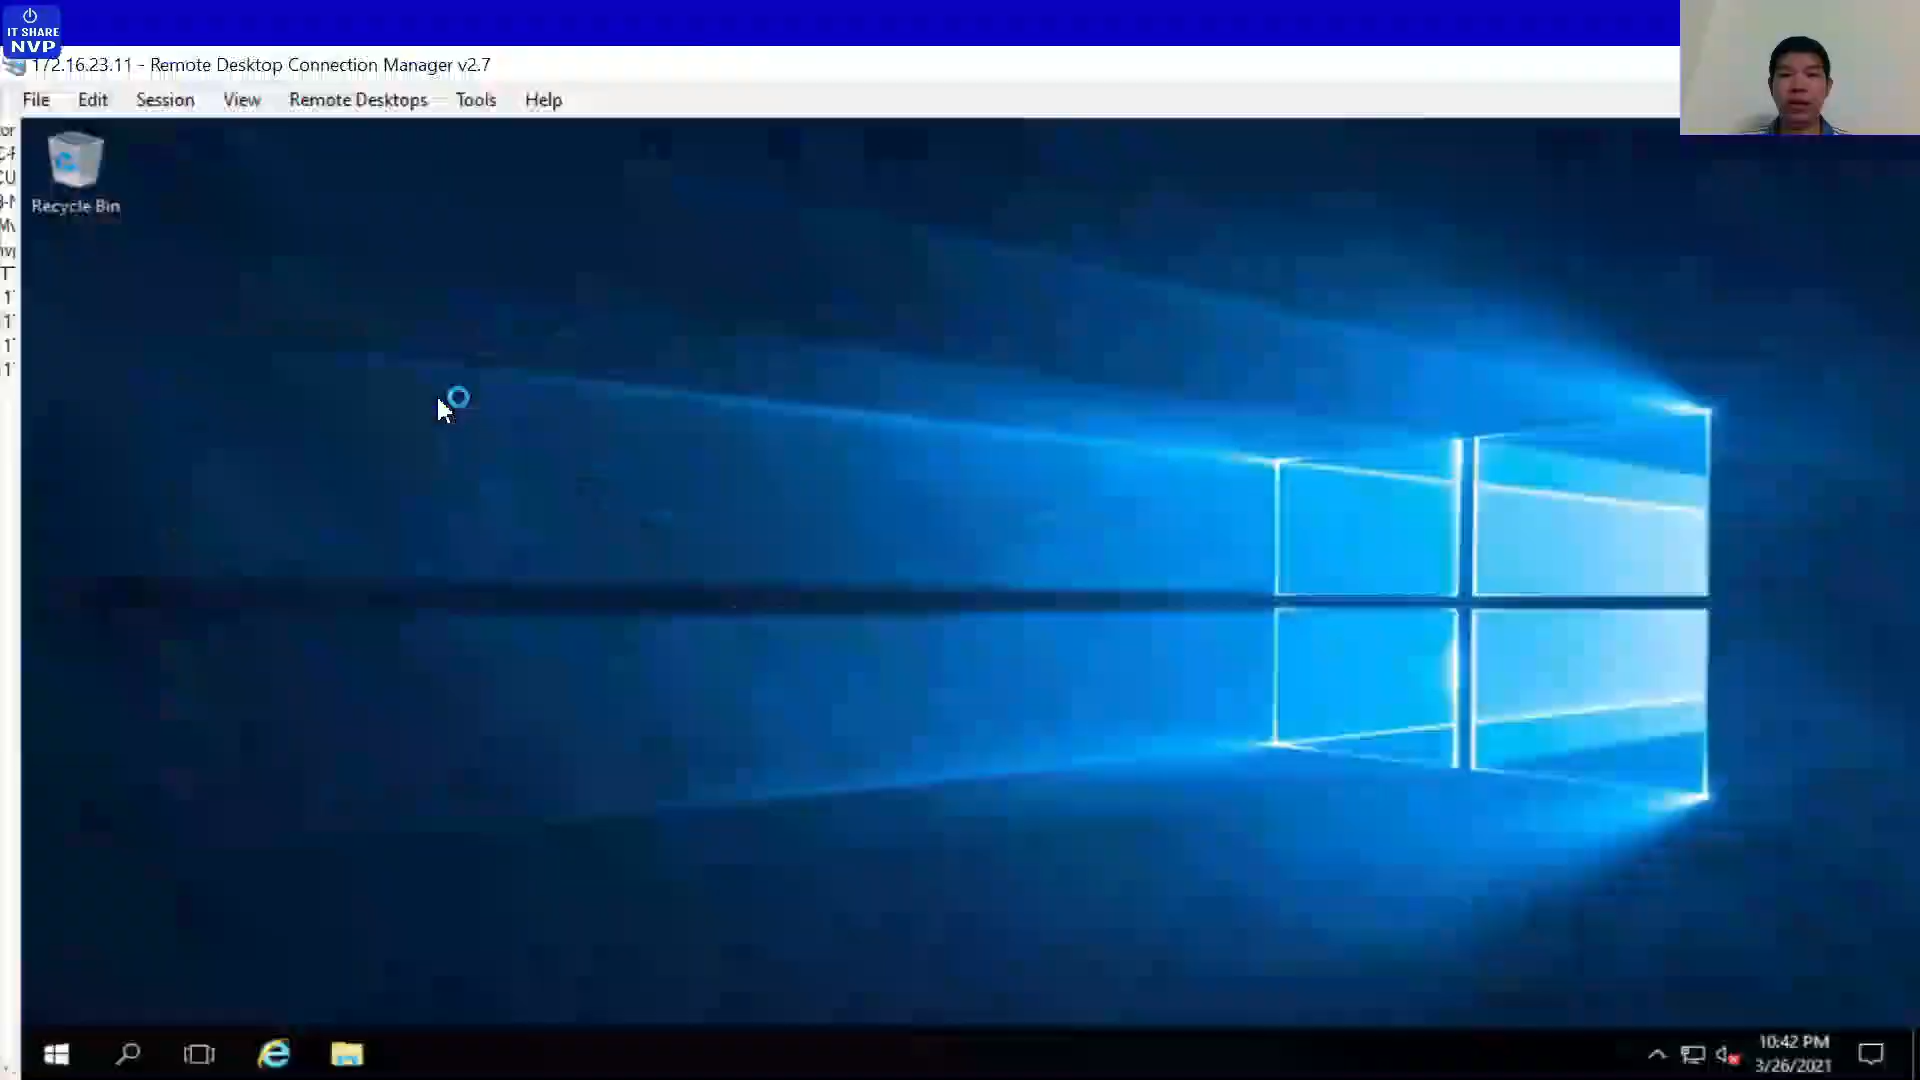 IT SHARE
NVP
172.16.23.11 - Remote Desktop Connection Manager v2.7
File Edit Session View Remote Desktops Tools Help
Recycle Bin
10:42 PM
3/26/2021